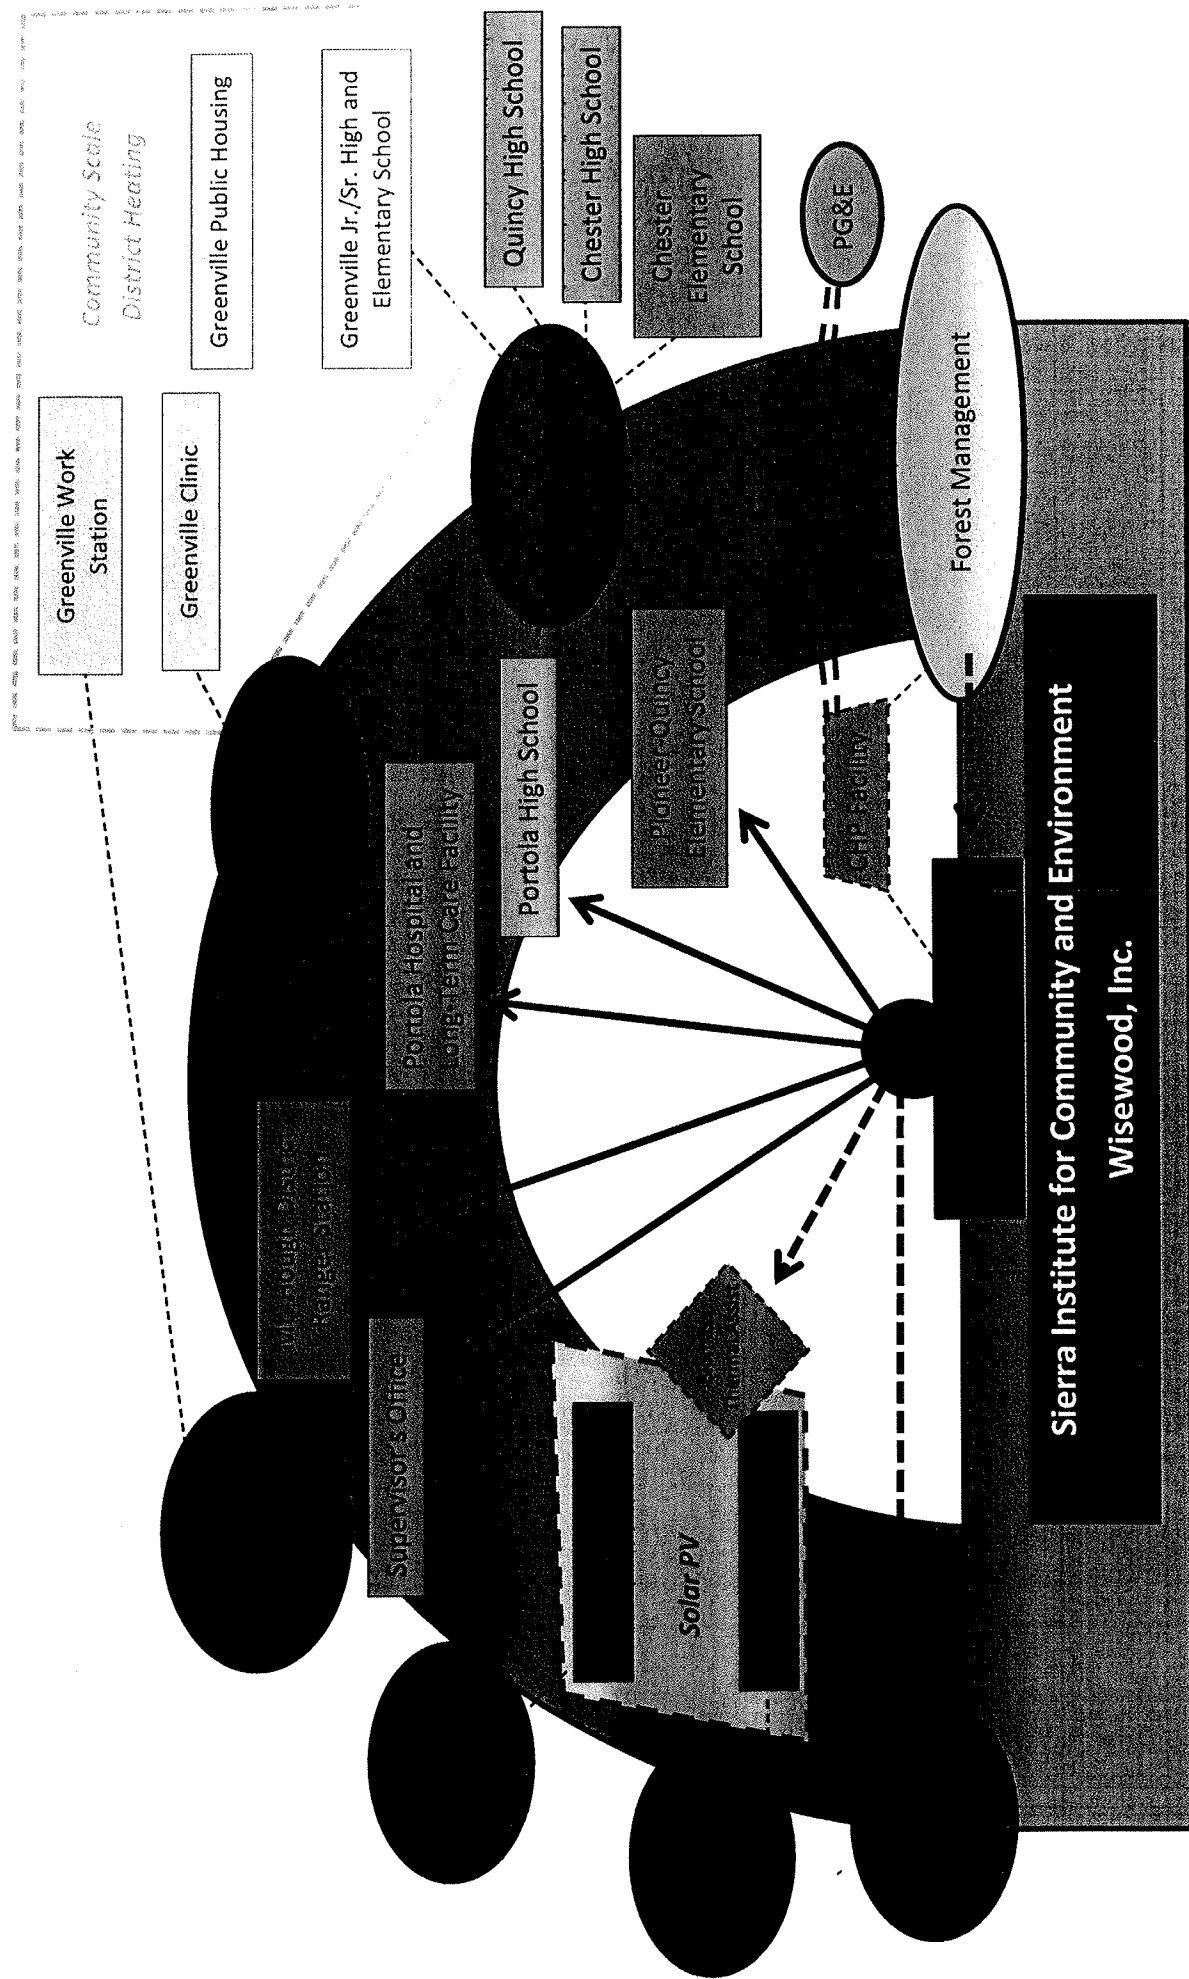 Community Scale
District Heating
Greenville Work
Station
Greenville Clinic
Greenville Public Housing
Greenville Jr./Sr. High and
Elementary School
Quincy High School
Chester High School
Chester
Elementary
School
PG&E
Forest Management
Ranger Station
Supervisor's Office
Portola Hospital and
Long-Term Care Facility
Portola High School
Pioneer Quincy
Elementary School
CHP Facility
Solar PV
Sierra Institute for Community and Environment
Wisewood, Inc.